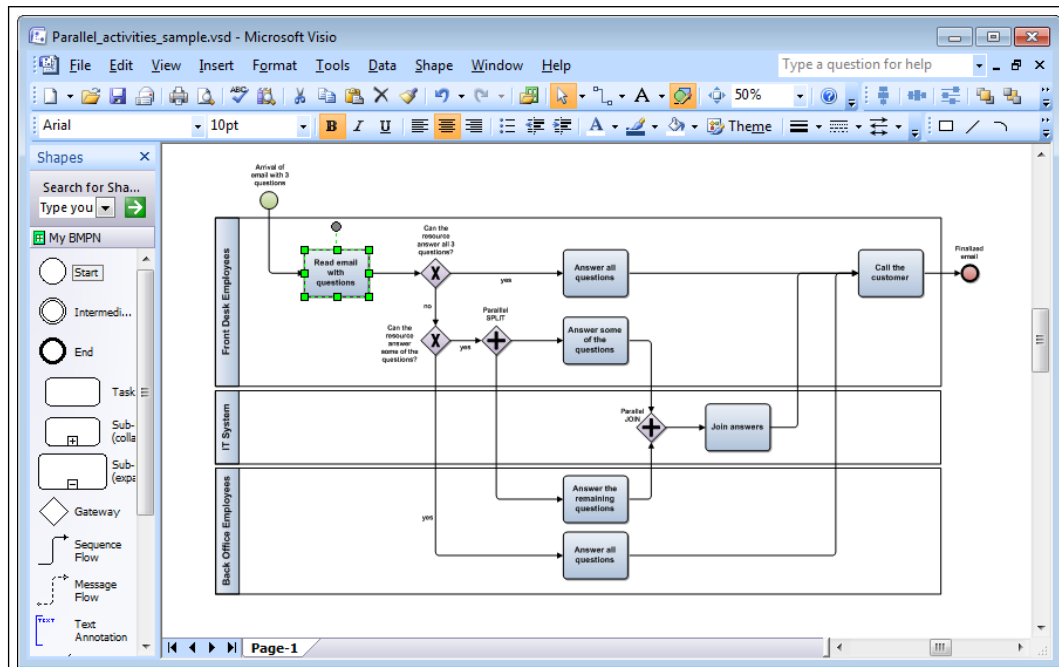 Parallel_activities_sample.vsd - Microsoft Visio
File Edit View Insert Format Tools Data Shape Window Help
Type a question for help
ABC
A
50%
Arial
10pt
B I U
A
Theme
Shapes
Search for Sha...
Type you
My BMPN
Start
Intermedi...
End
Task
Sub-
(colla
Sub-
(expa
Gateway
Sequence
Flow
Message
Flow
TEXT
Text
Annotation
Arrival of
email with 3
questions
Front Desk Employees
Read email
with
questions
Can the
resource
answer all 3
questions?
X
yes
no
Answer all
questions
Call the
customer
Finalized
email
Can the
resource
answer
some of the
questions?
X
yes
Parallel
SPLIT
Answer some
of the
questions
IT System
Parallel
JOIN
Join answers
Back Office Employees
yes
Answer the
remaining
questions
Answer all
questions
Page-1